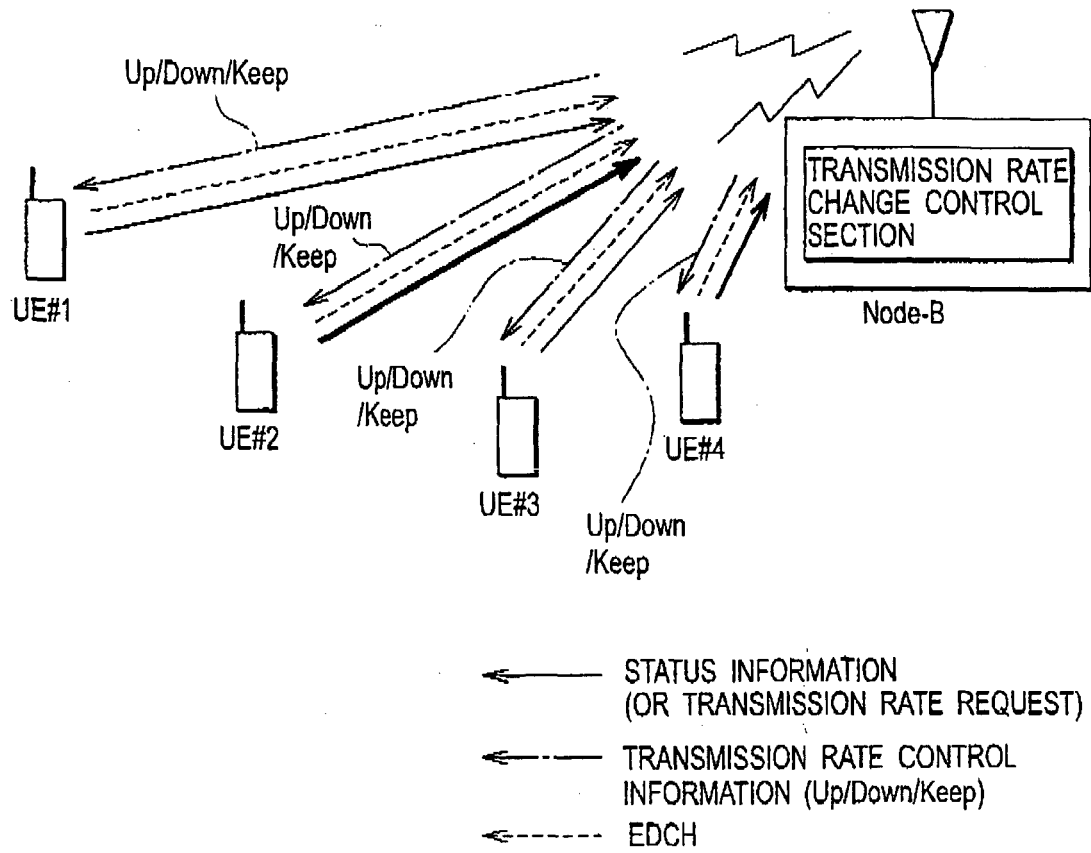 Up/Down/Keep
TRANSMISSION RATE
CHANGE CONTROL
SECTION
Node-B
UE#1
Up/Down
/Keep
UE#2
Up/Down
/Keep
UE#3
UE#4
Up/Down
/Keep
STATUS INFORMATION
(OR TRANSMISSION RATE REQUEST)
TRANSMISSION RATE CONTROL
INFORMATION (Up/Down/Keep)
EDCH